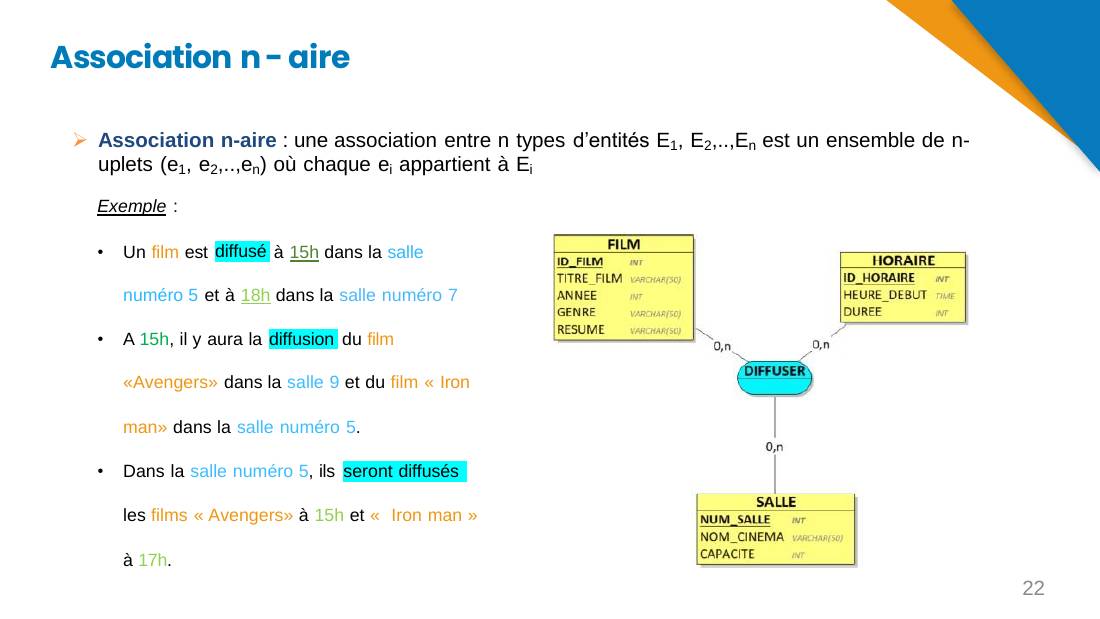 Association n – aire
➢ Association n-aire : une association entre n types d'entités E1, E2,..,En est un ensemble de n-
uplets (e1, e2,..,en) où chaque ei appartient à Ei
Exemple :
• Un film est diffusé à 15h dans la salle
numéro 5 et à 18h dans la salle numéro 7
• A 15h, il y aura la diffusion du film
«Avengers» dans la salle 9 et du film « Iron
man» dans la salle numéro 5.
• Dans la salle numéro 5, ils seront diffusés
les films « Avengers» à 15h et « Iron man »
à 17h.
FILM
ID_FILM INT
TITRE_FILM VARCHAR(50)
ANNEE INT
GENRE VARCHAR(50)
RESUME VARCHAR(50)
HORAIRE
ID_HORAIRE INT
HEURE_DEBUT TIME
DUREE INT
0,n
0,n
DIFFUSER
0,n
SALLE
NUM_SALLE INT
NOM_CINEMA VARCHAR(50)
CAPACITE INT
22